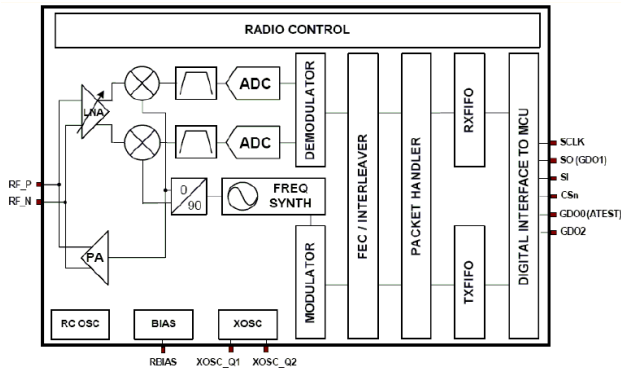 RADIO CONTROL
LNA
ADC
ADC
DEMODULATOR
0
90
FREQ
SYNTH
MODULATOR
FEC / INTERLEAVER
PACKET HANDLER
RXFIFO
TXFIFO
DIGITAL INTERFACE TO MCU
RF_P
RF_N
PA
SCLK
SO (GDO1)
SI
CSn
GDO0 (ATEST)
GDO2
RC OSC
BIAS
XOSC
RBIAS
XOSC_Q1
XOSC_Q2